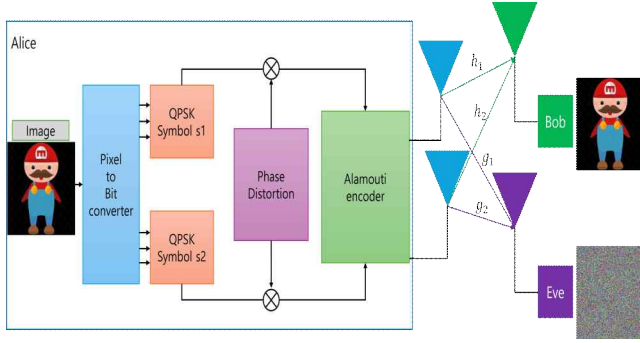 Alice
Image
Pixel
to
Bit
converter
QPSK
Symbol s1
QPSK
Symbol s2
Phase
Distortion
Alamouti
encoder
h₁
h₂
g₁
g₂
Bob
Eve
m
m